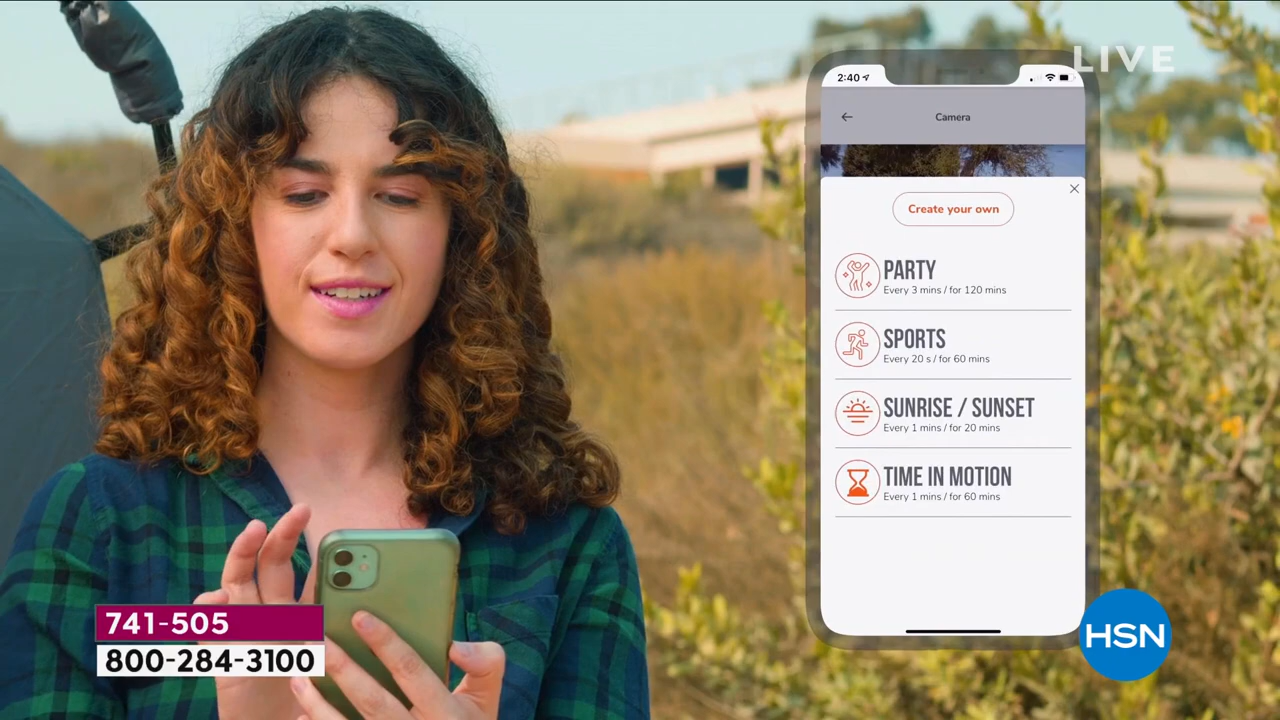 LIVE
2:40
Camera
Create your own
PARTY
Every 3 mins / for 120 mins
SPORTS
Every 20 s / for 60 mins
SUNRISE / SUNSET
Every 1 mins / for 20 mins
TIME IN MOTION
Every 1 mins / for 60 mins
741-505
800-284-3100
HSN